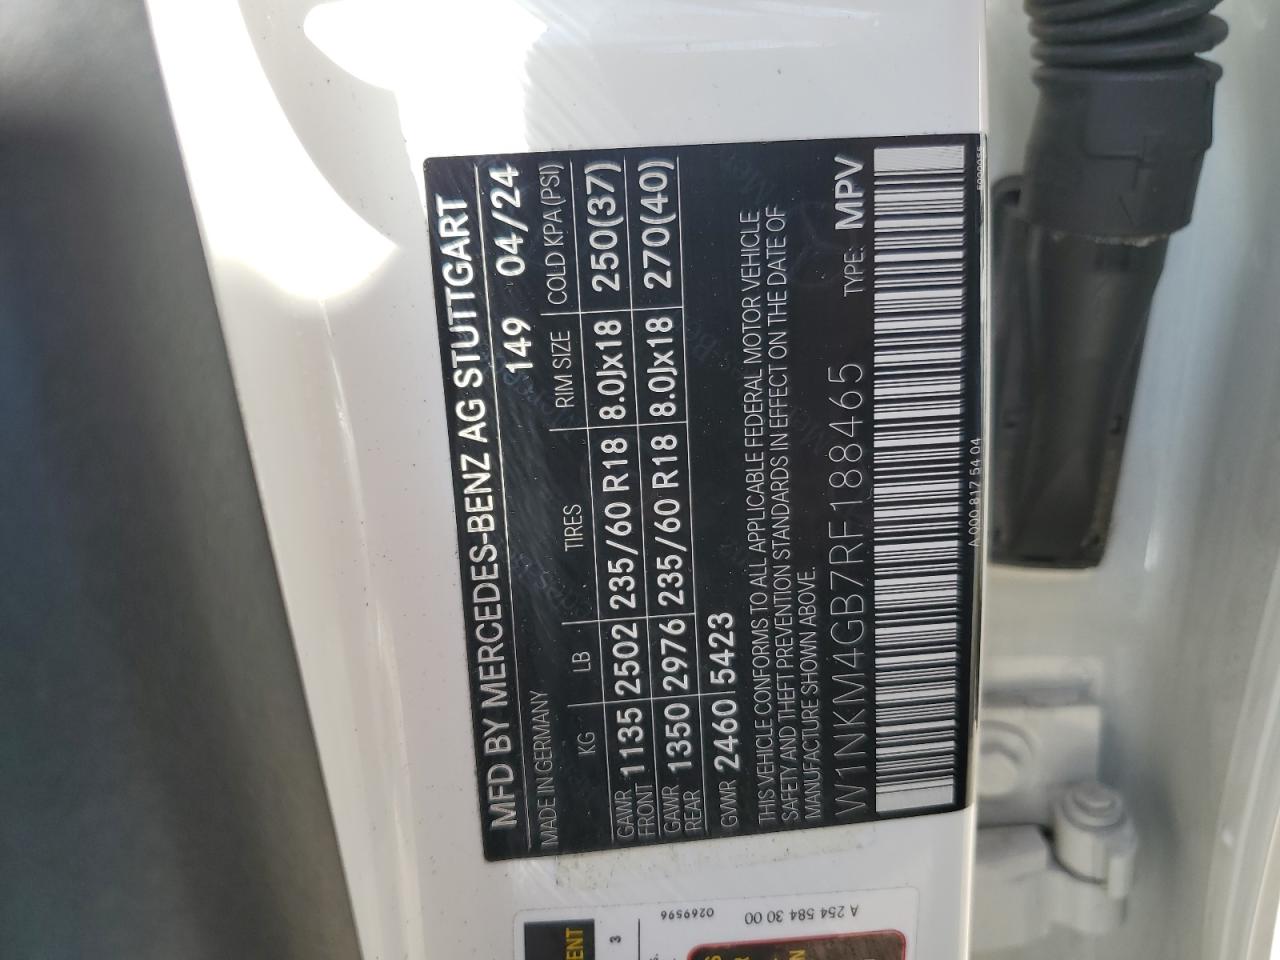 MFD BY MERCEDES-BENZ AG STUTTGART
MADE IN GERMANY 149 04/24
KG LB TIRES RIM SIZE COLD KPA(PSI)
GAWR FRONT 1135 2502 235/60 R18 8.0Jx18 250(37)
GAWR REAR 1350 2976 235/60 R18 8.0Jx18 270(40)
GVWR 2460 5423
THIS VEHICLE CONFORMS TO ALL APPLICABLE FEDERAL MOTOR VEHICLE
SAFETY AND THEFT PREVENTION STANDARDS IN EFFECT ON THE DATE OF
MANUFACTURE SHOWN ABOVE.
W1NKM4GB7RF188465 TYPE: MPV
A 000 817 54 04
A 254 584 30 00
0269596
3